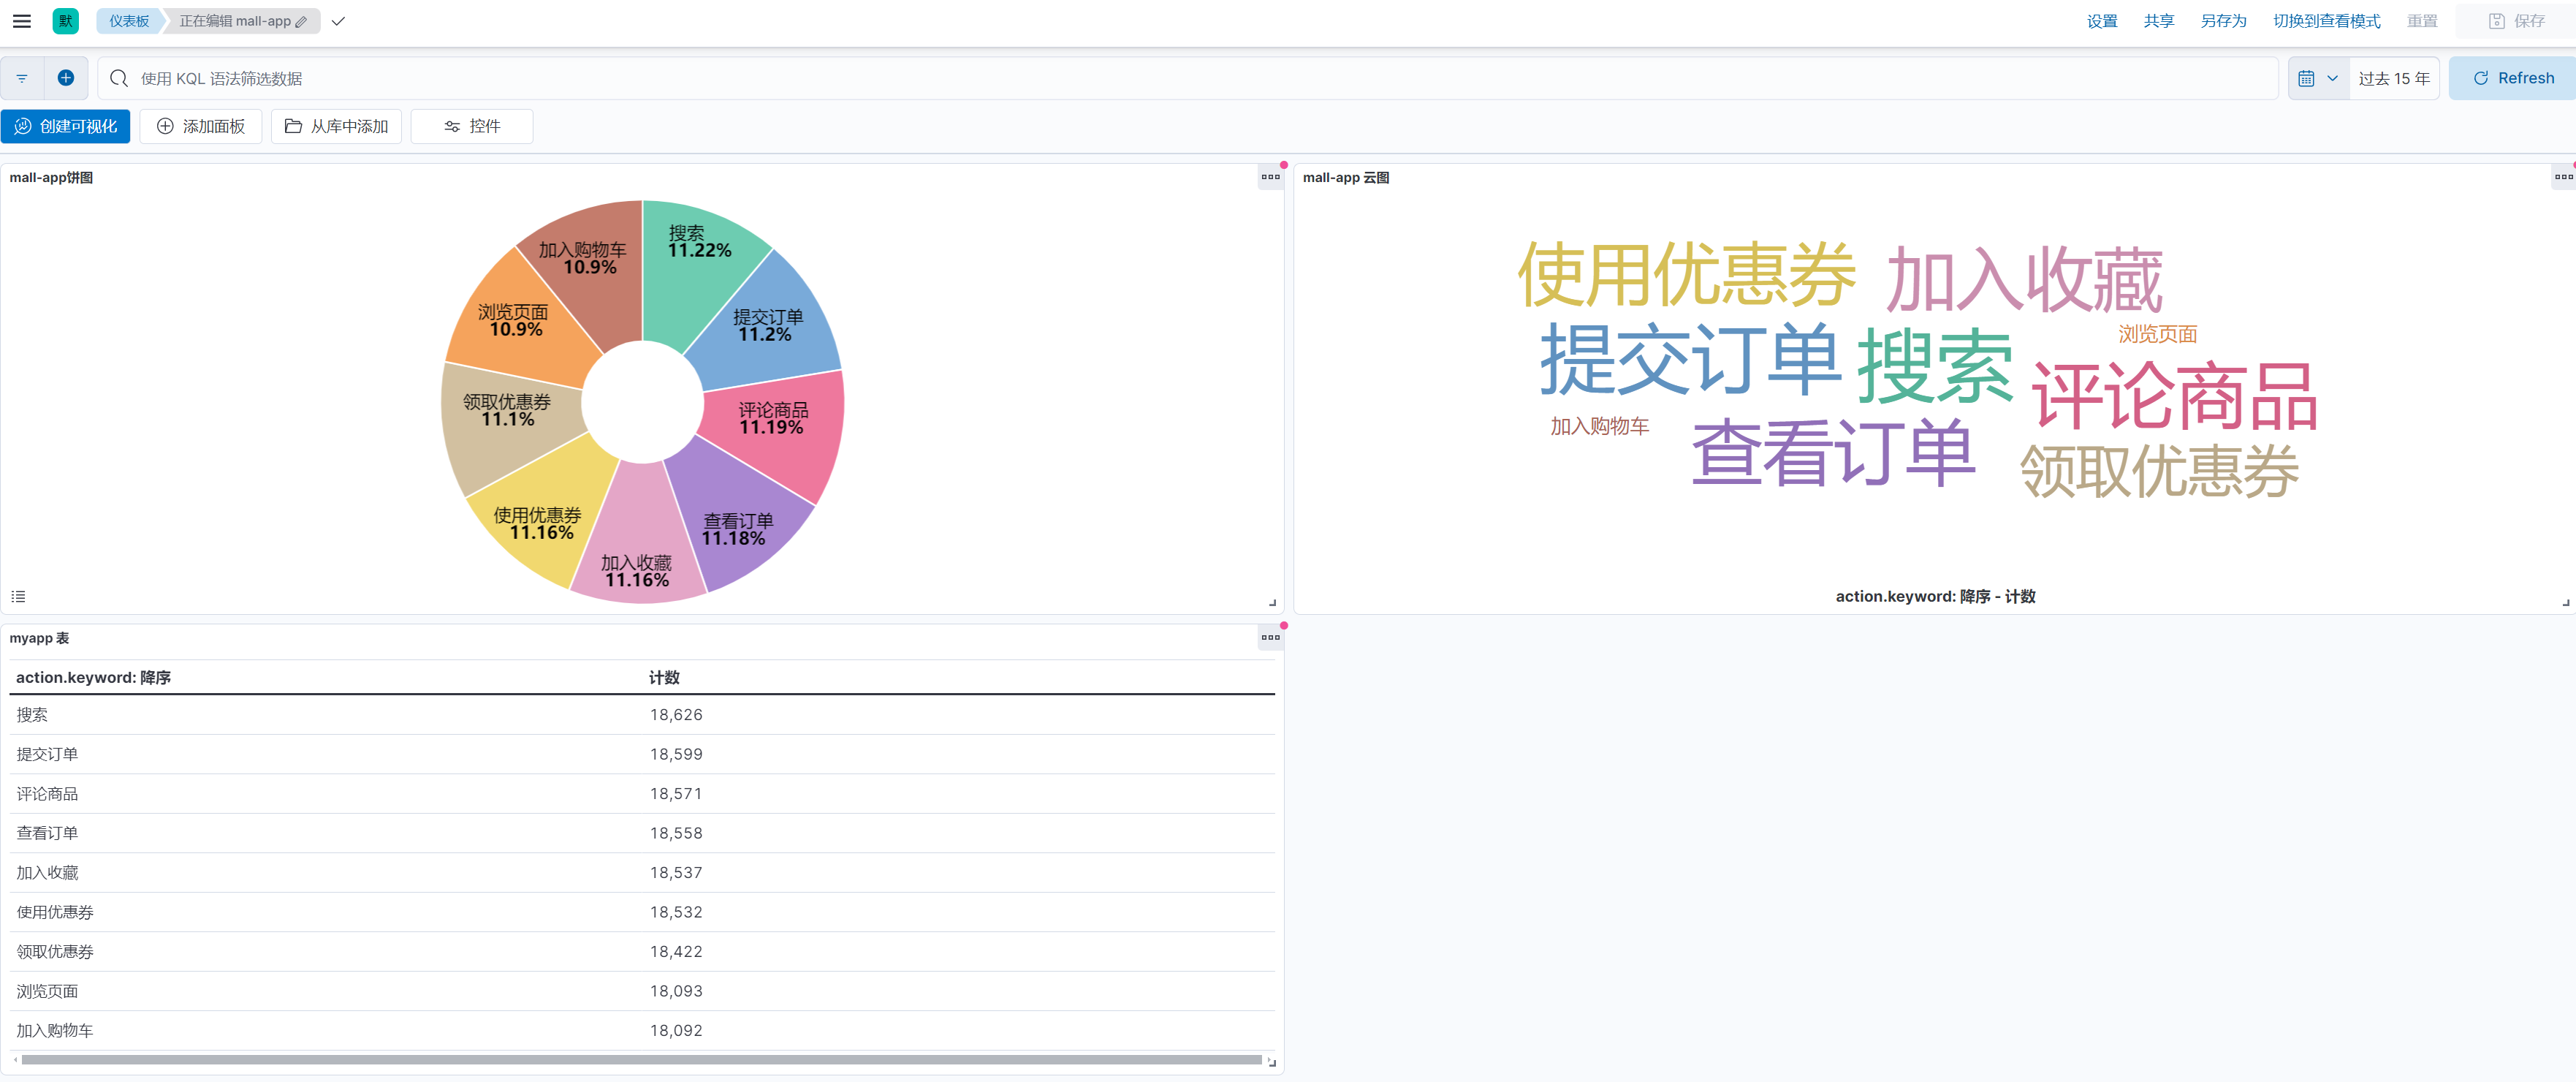 默 仪表板 正在编辑 mall-app 设置 共享 另存为 切换到查看模式 重置 保存
使用 KQL 语法筛选数据 过去 15 年 Refresh
创建可视化 添加面板 从库中添加 控件
mall-app饼图
搜索
11.22%
提交订单
11.2%
评论商品
11.19%
查看订单
11.18%
加入收藏
11.16%
使用优惠券
11.16%
领取优惠券
11.1%
浏览页面
10.9%
加入购物车
10.9%
mall-app 云图
使用优惠券 加入收藏
提交订单 搜索 浏览页面
评论商品
加入购物车 查看订单
领取优惠券
action.keyword: 降序 - 计数
myapp 表
action.keyword: 降序 计数
搜索 18,626
提交订单 18,599
评论商品 18,571
查看订单 18,558
加入收藏 18,537
使用优惠券 18,532
领取优惠券 18,422
浏览页面 18,093
加入购物车 18,092